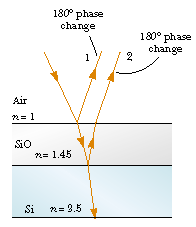 180° phase
change
1
2
180° phase
change
Air
n = 1
SiO
n = 1.45
Si n = 3.5